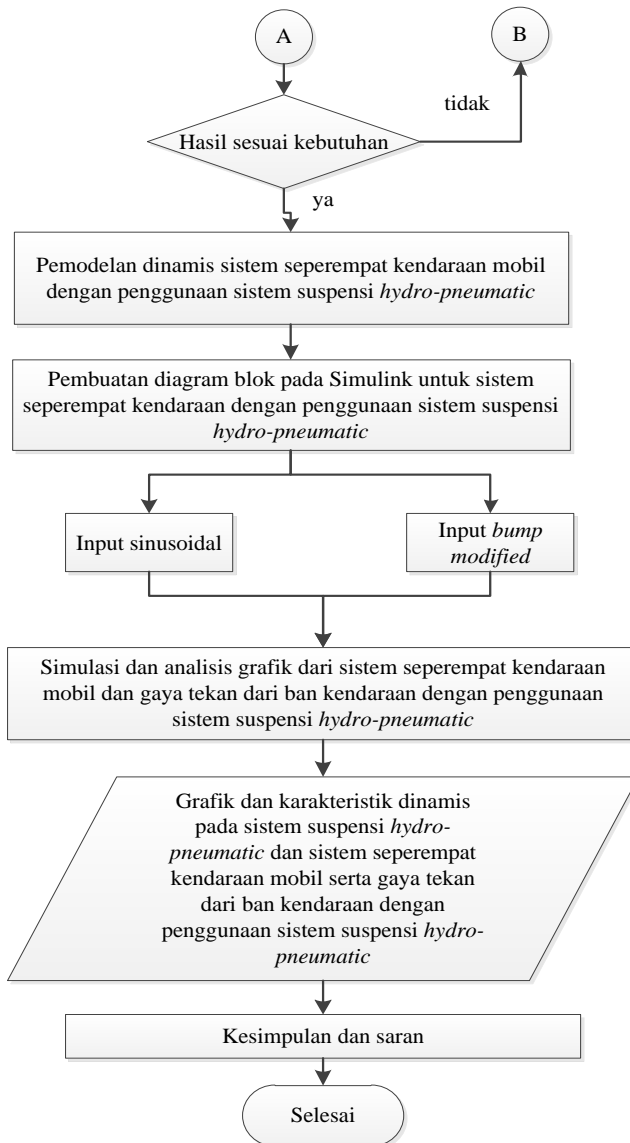 A
B
tidak
Hasil sesuai kebutuhan
ya
Pemodelan dinamis sistem seperempat kendaraan mobil
dengan penggunaan sistem suspensi hydro-pneumatic
Pembuatan diagram blok pada Simulink untuk sistem
seperempat kendaraan dengan penggunaan sistem suspensi
hydro-pneumatic
Input sinusoidal
Input bump
modified
Simulasi dan analisis grafik dari sistem seperempat kendaraan
mobil dan gaya tekan dari ban kendaraan dengan penggunaan
sistem suspensi hydro-pneumatic
Grafik dan karakteristik dinamis
pada sistem suspensi hydro-
pneumatic dan sistem seperempat
kendaraan mobil serta gaya tekan
dari ban kendaraan dengan
penggunaan sistem suspensi hydro-
pneumatic
Kesimpulan dan saran
Selesai